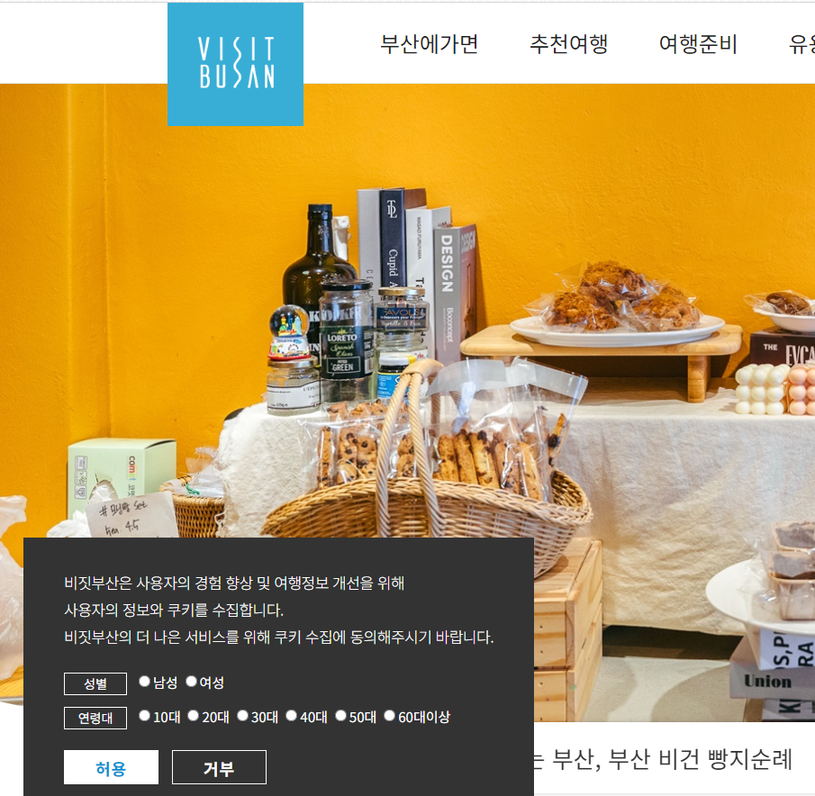 VISIT
BUSAN
부산에가면 추천여행 여행준비
TD
Cupid
DESIGN
DESIGN
Boconcept
LORETO
Spanish
Olives
GREEN
Union
비짓부산은 사용자의 경험 향상 및 여행정보 개선을 위해
사용자의 정보와 쿠키를 수집합니다.
비짓부산의 더 나은 서비스를 위해 쿠키 수집에 동의해주시기 바랍니다.
성별 남성 여성
연령대 10대 20대 30대 40대 50대 60대이상
허용 거부
는 부산, 부산 비건 빵지순례